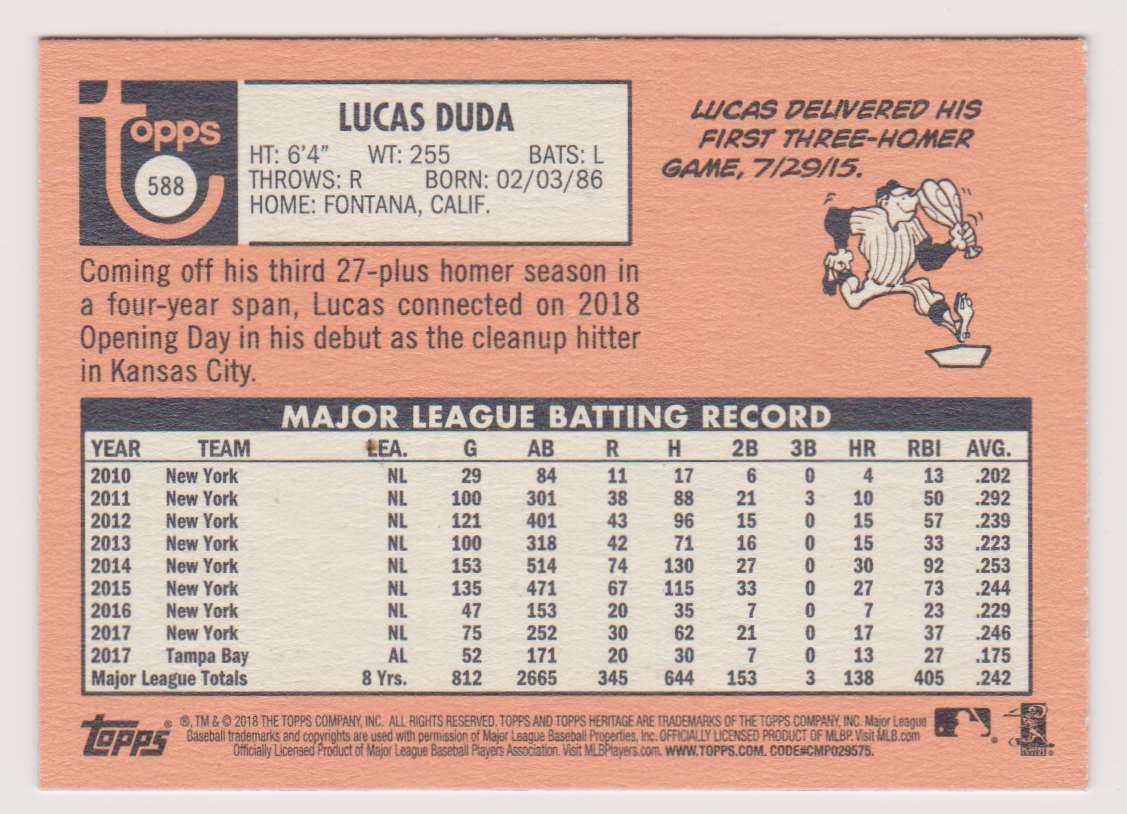 Topps
588
LUCAS DUDA
HT: 6'4" WT: 255 BATS: L
THROWS: R BORN: 02/03/86
HOME: FONTANA, CALIF.
LUCAS DELIVERED HIS
FIRST THREE-HOMER
GAME, 7/29/15.
Coming off his third 27-plus homer season in
a four-year span, Lucas connected on 2018
Opening Day in his debut as the cleanup hitter
in Kansas City.
MAJOR LEAGUE BATTING RECORD
YEAR TEAM LEA. G AB R H 2B 3B HR RBI AVG.
2010 New York NL 29 84 11 17 6 0 4 13 .202
2011 New York NL 100 301 38 88 21 3 10 50 .292
2012 New York NL 121 401 43 96 15 0 15 57 .239
2013 New York NL 100 318 42 71 16 0 15 33 .223
2014 New York NL 153 514 74 130 27 0 30 92 .253
2015 New York NL 135 471 67 115 33 0 27 73 .244
2016 New York NL 47 153 20 35 7 0 7 23 .229
2017 New York NL 75 252 30 62 21 0 17 37 .246
2017 Tampa Bay AL 52 171 20 30 7 0 13 27 .175
Major League Totals 8 Yrs. 812 2665 345 644 153 3 138 405 .242
Topps ® ®, TM & © 2018 THE TOPPS COMPANY, INC. ALL RIGHTS RESERVED. TOPPS AND TOPPS HERITAGE ARE TRADEMARKS OF THE TOPPS COMPANY, INC. Major League
Baseball trademarks and copyrights are used with permission of Major League Baseball Properties, Inc. OFFICIALLY LICENSED PRODUCT OF MLBP. Visit MLB.com
Officially Licensed Product of Major League Baseball Players Association. Visit MLBPlayers.com. WWW.TOPPS.COM. CODE#CMP029575.